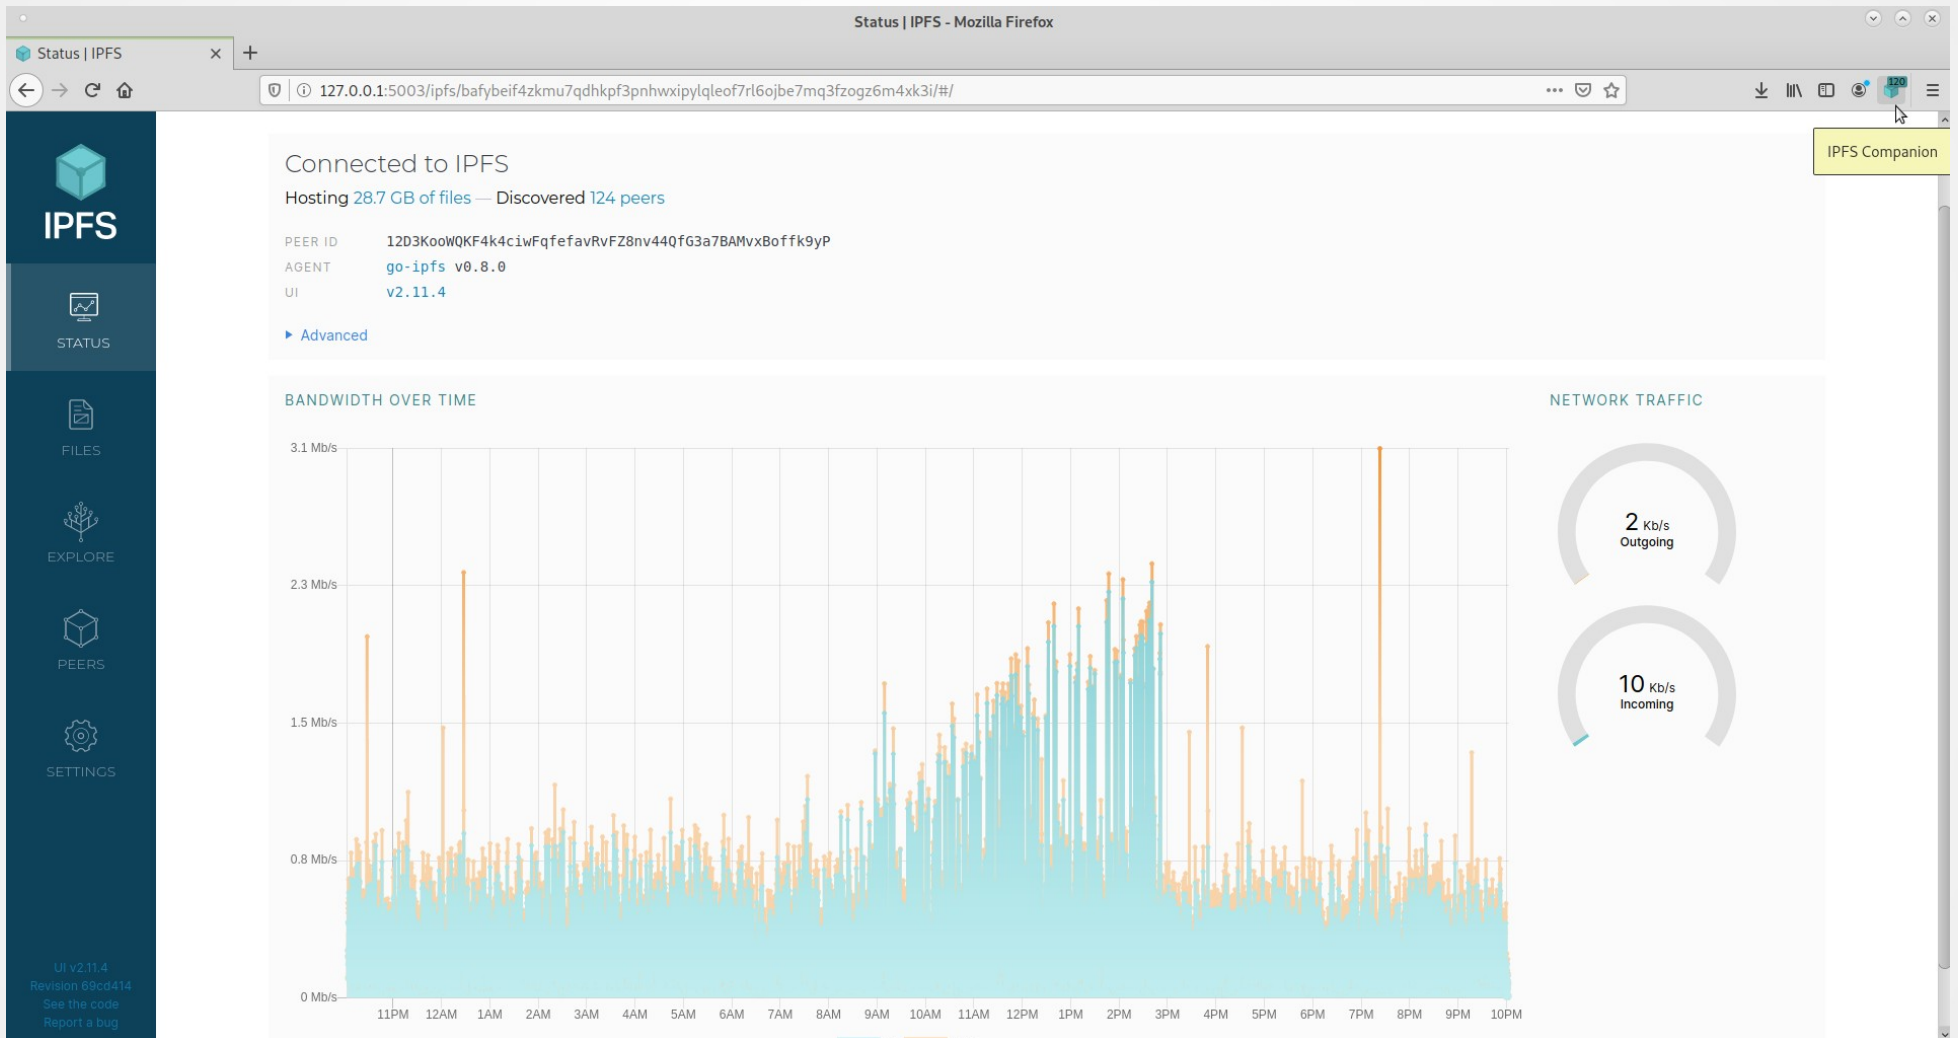 Status | IPFS - Mozilla Firefox
Status | IPFS
127.0.0.1:5003/ipfs/bafybeif4zkmu7qdhkpf3pnhwxipylqleof7rl6ojbe7mq3fzogz6m4xk3i/#/
120
IPFS Companion
IPFS
STATUS
FILES
EXPLORE
PEERS
SETTINGS
UI v2.11.4
Revision 69cd414
See the code
Report a bug
Connected to IPFS
Hosting 28.7 GB of files — Discovered 124 peers
PEER ID 12D3KooWQKF4k4ciwFqfefavRvFZ8nv44QfG3a7BAMvxBoffk9yP
AGENT go-ipfs v0.8.0
UI v2.11.4
Advanced
BANDWIDTH OVER TIME
3.1 Mb/s
2.3 Mb/s
1.5 Mb/s
0.8 Mb/s
0 Mb/s
11PM 12AM 1AM 2AM 3AM 4AM 5AM 6AM 7AM 8AM 9AM 10AM 11AM 12PM 1PM 2PM 3PM 4PM 5PM 6PM 7PM 8PM 9PM 10PM
NETWORK TRAFFIC
2 Kb/s
Outgoing
10 Kb/s
Incoming